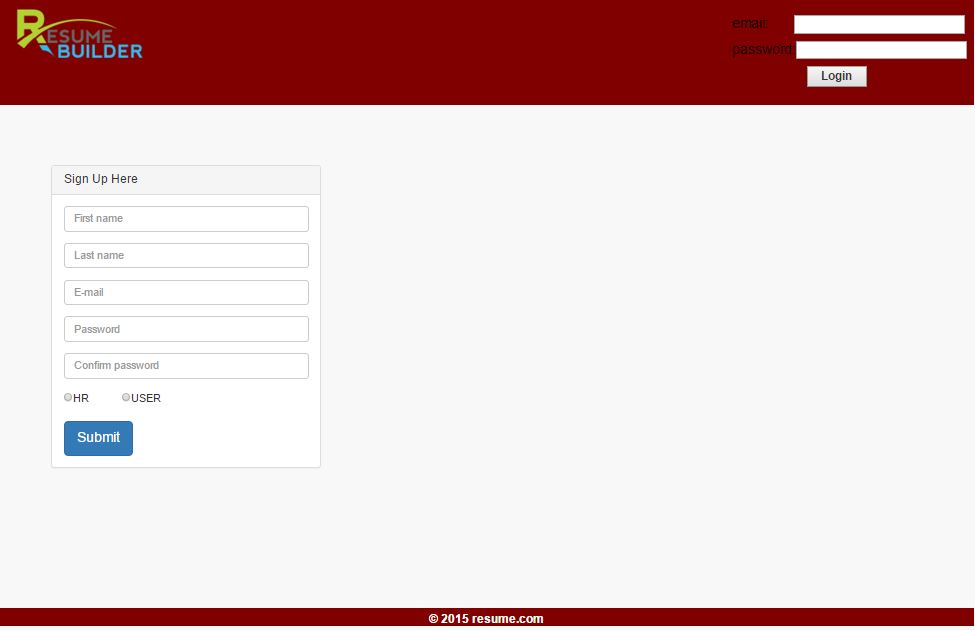 RESUME
BUILDER
email:
password:
Login
Sign Up Here
First name
Last name
E-mail
Password
Confirm password
HR USER
Submit
© 2015 resume.com